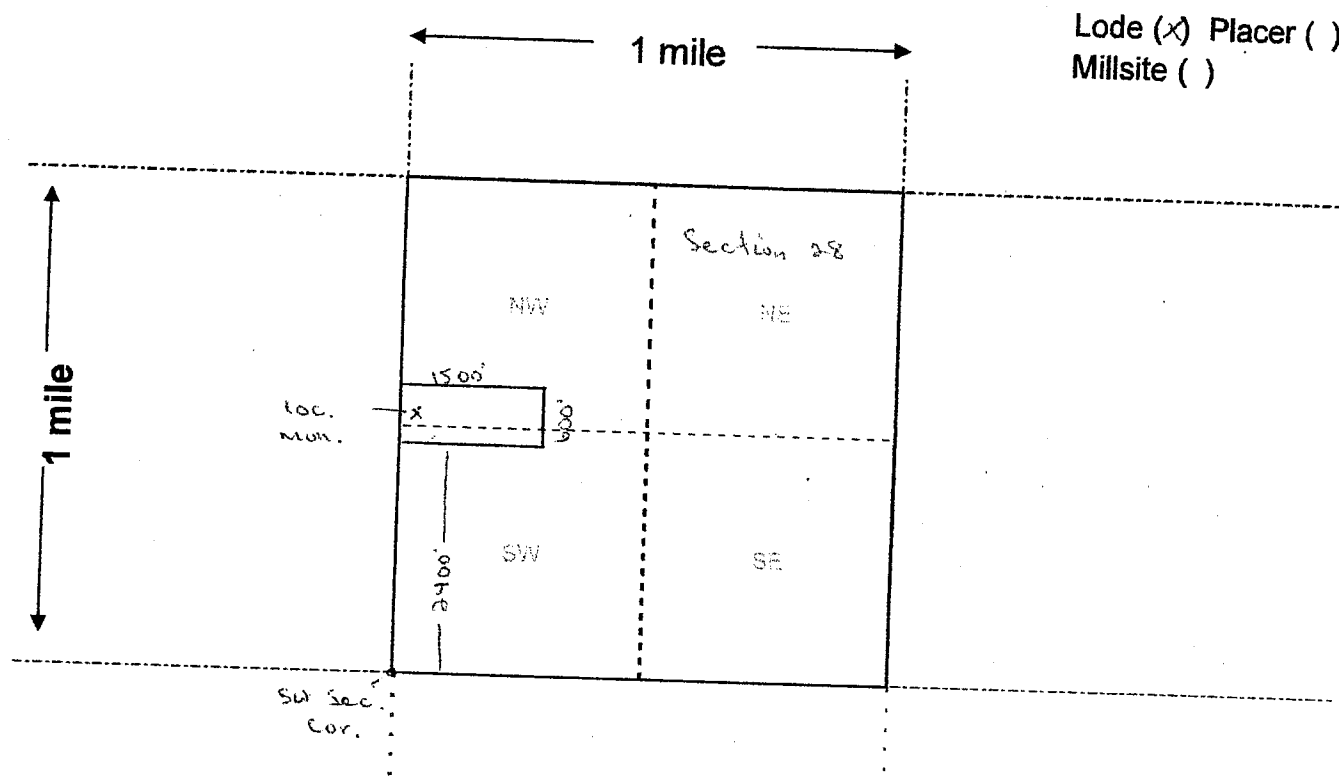 Lode (x) Placer ( )
Millsite ( )
1 mile
Section 28
NW
NE
1500'
1 mile
Loc.
Mon.
600'
SW
SE
2400'
SW Sec.
Cor.